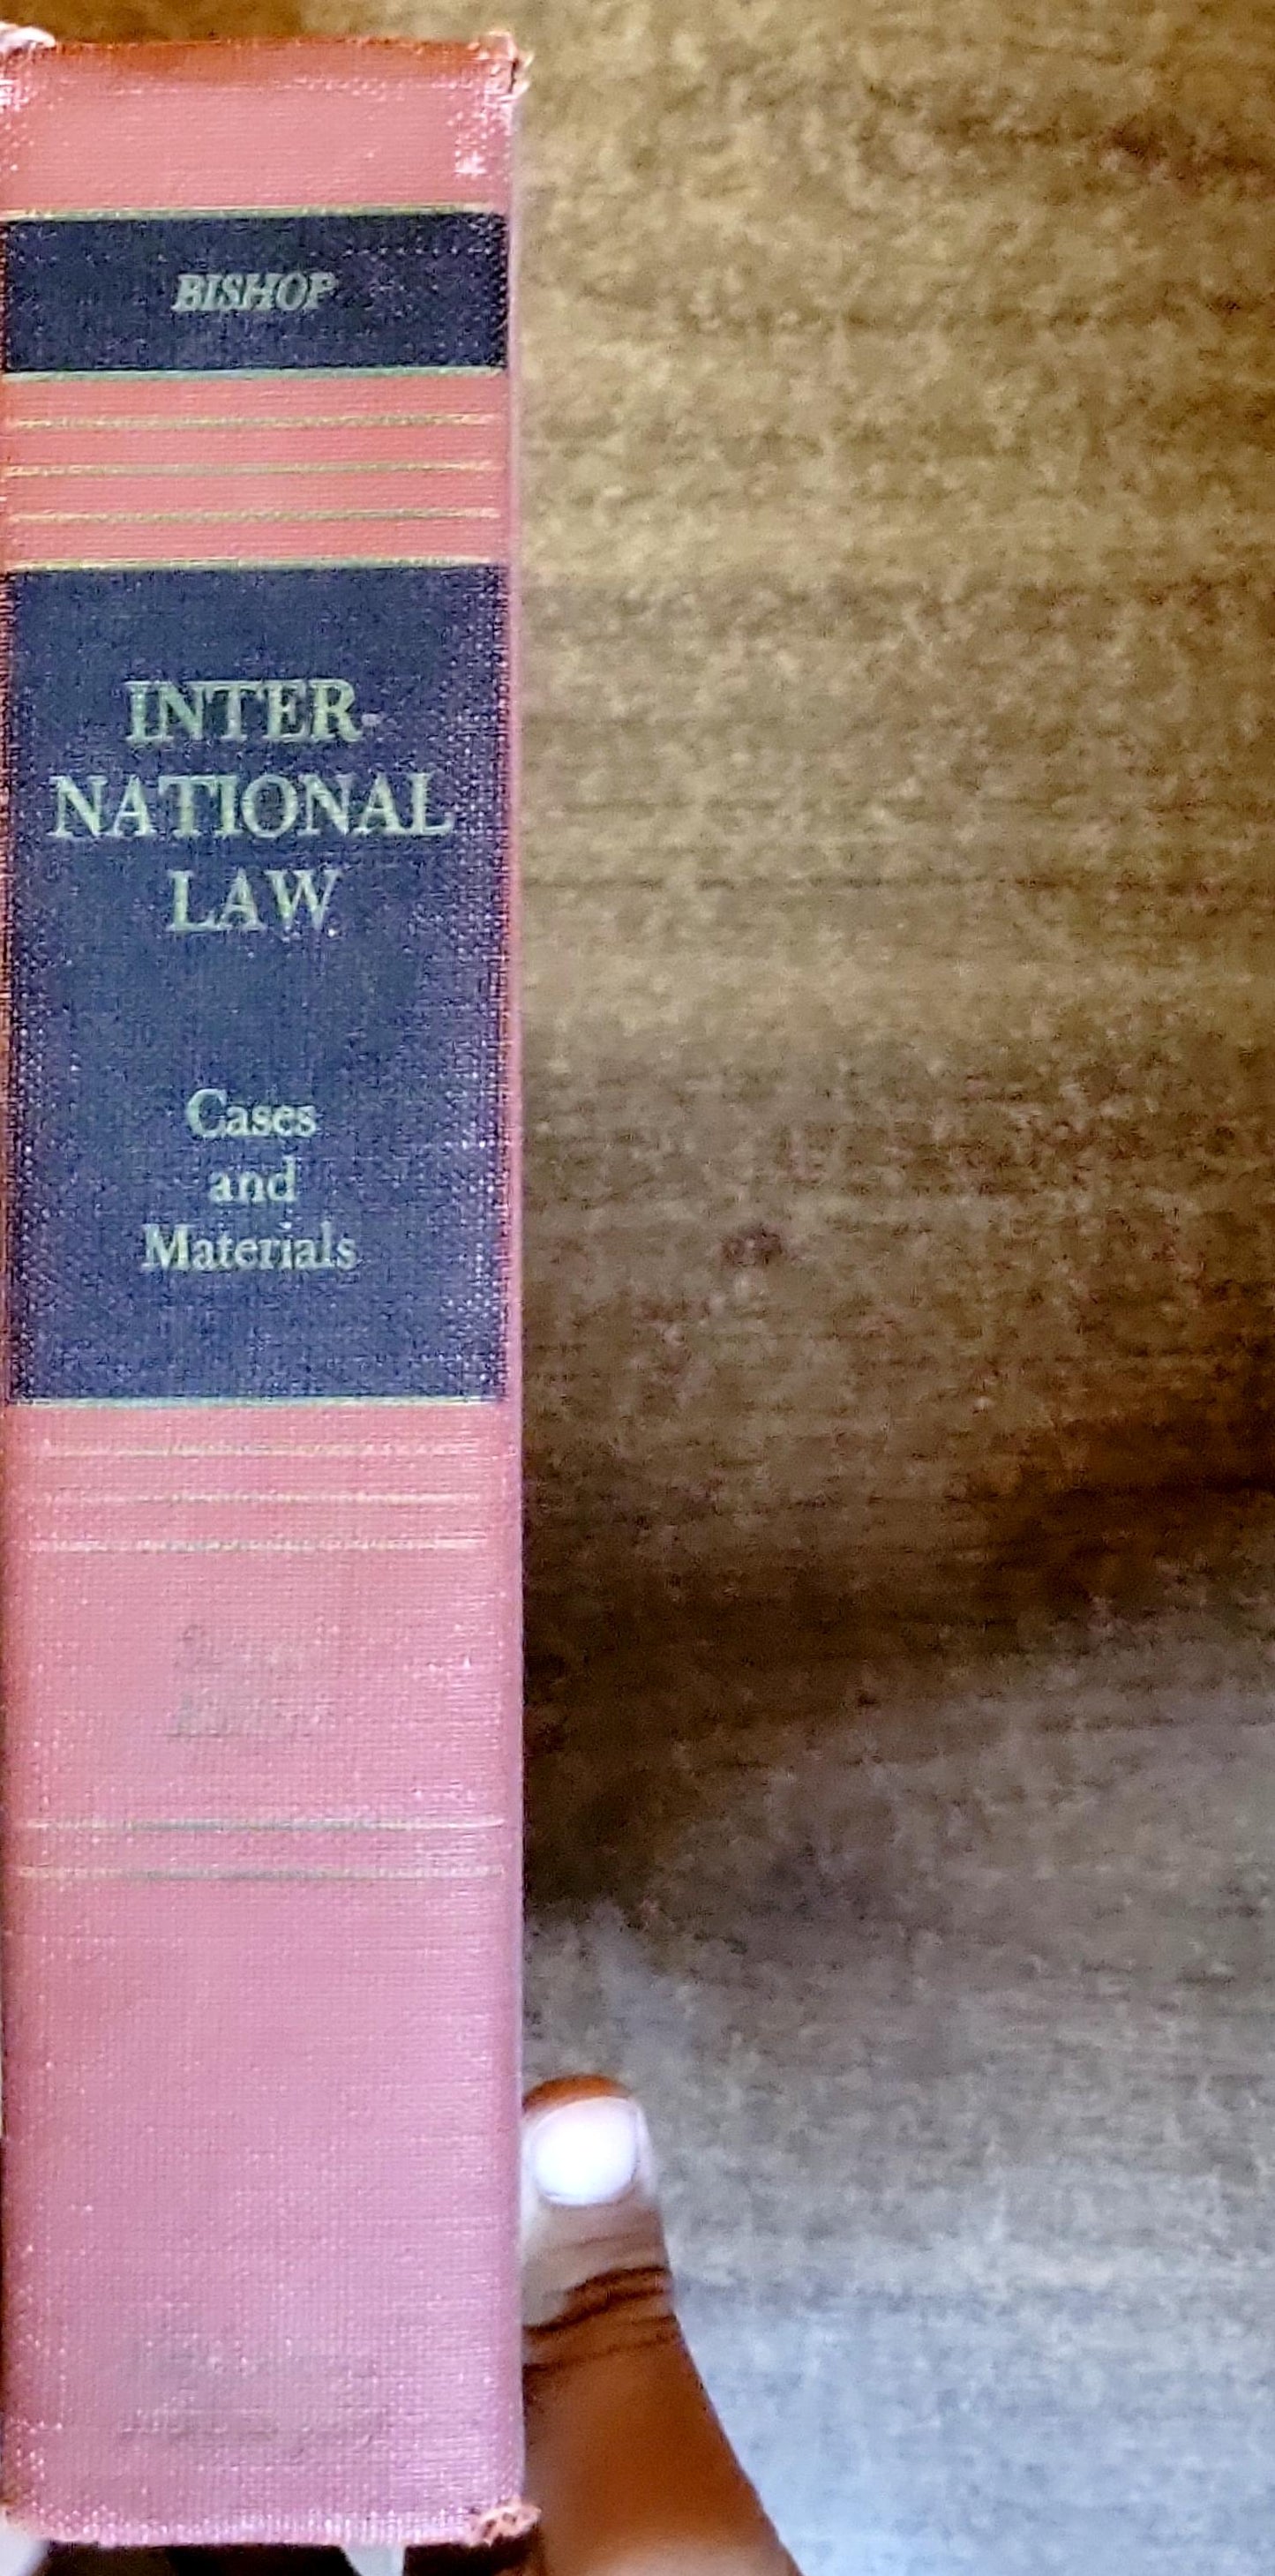 BISHOP
INTER-
NATIONAL
LAW
Cases
and
Materials